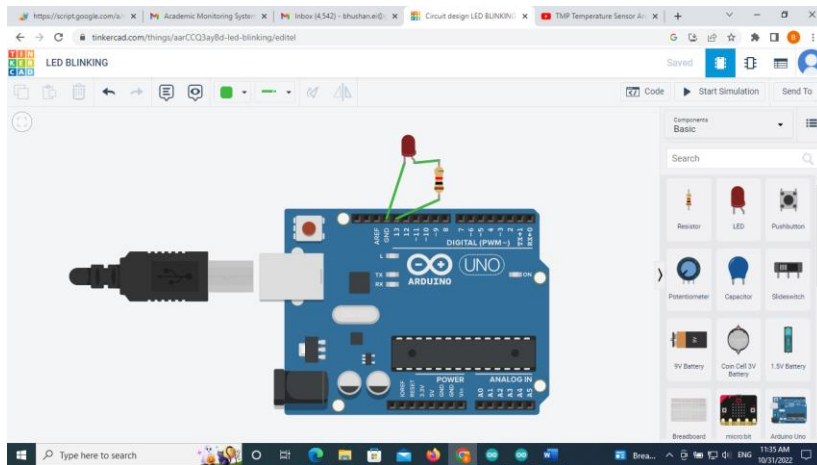 https://script.google.com/a/
Academic Monitoring System
Inbox (4,542) - bhushan.ei@
Circuit design LED BLINKING
TMP Temperature Sensor Ar
tinkercad.com/things/aarCCQ3ayBd-led-blinking/editel
TIN
KER
CAD
LED BLINKING
Saved
Code
Start Simulation
Send To
Components
Basic
Search
Resistor
LED
Pushbutton
Potentiometer
Capacitor
Slideswitch
9V Battery
Coin Cell 3V
Battery
1.5V Battery
Breadboard
micro:bit
Arduino Uno
AREF
GND
13
12
~11
~10
~9
8
7
~6
~5
4
~3
2
TX→1
RX←0
DIGITAL (PWM~)
L
TX
RX
UNO
ARDUINO
ON
POWER
ANALOG IN
IOREF
RESET
3.3V
5V
GND
GND
Vin
A0
A1
A2
A3
A4
A5
Type here to search
Brea...
ENG
11:35 AM
10/31/2022